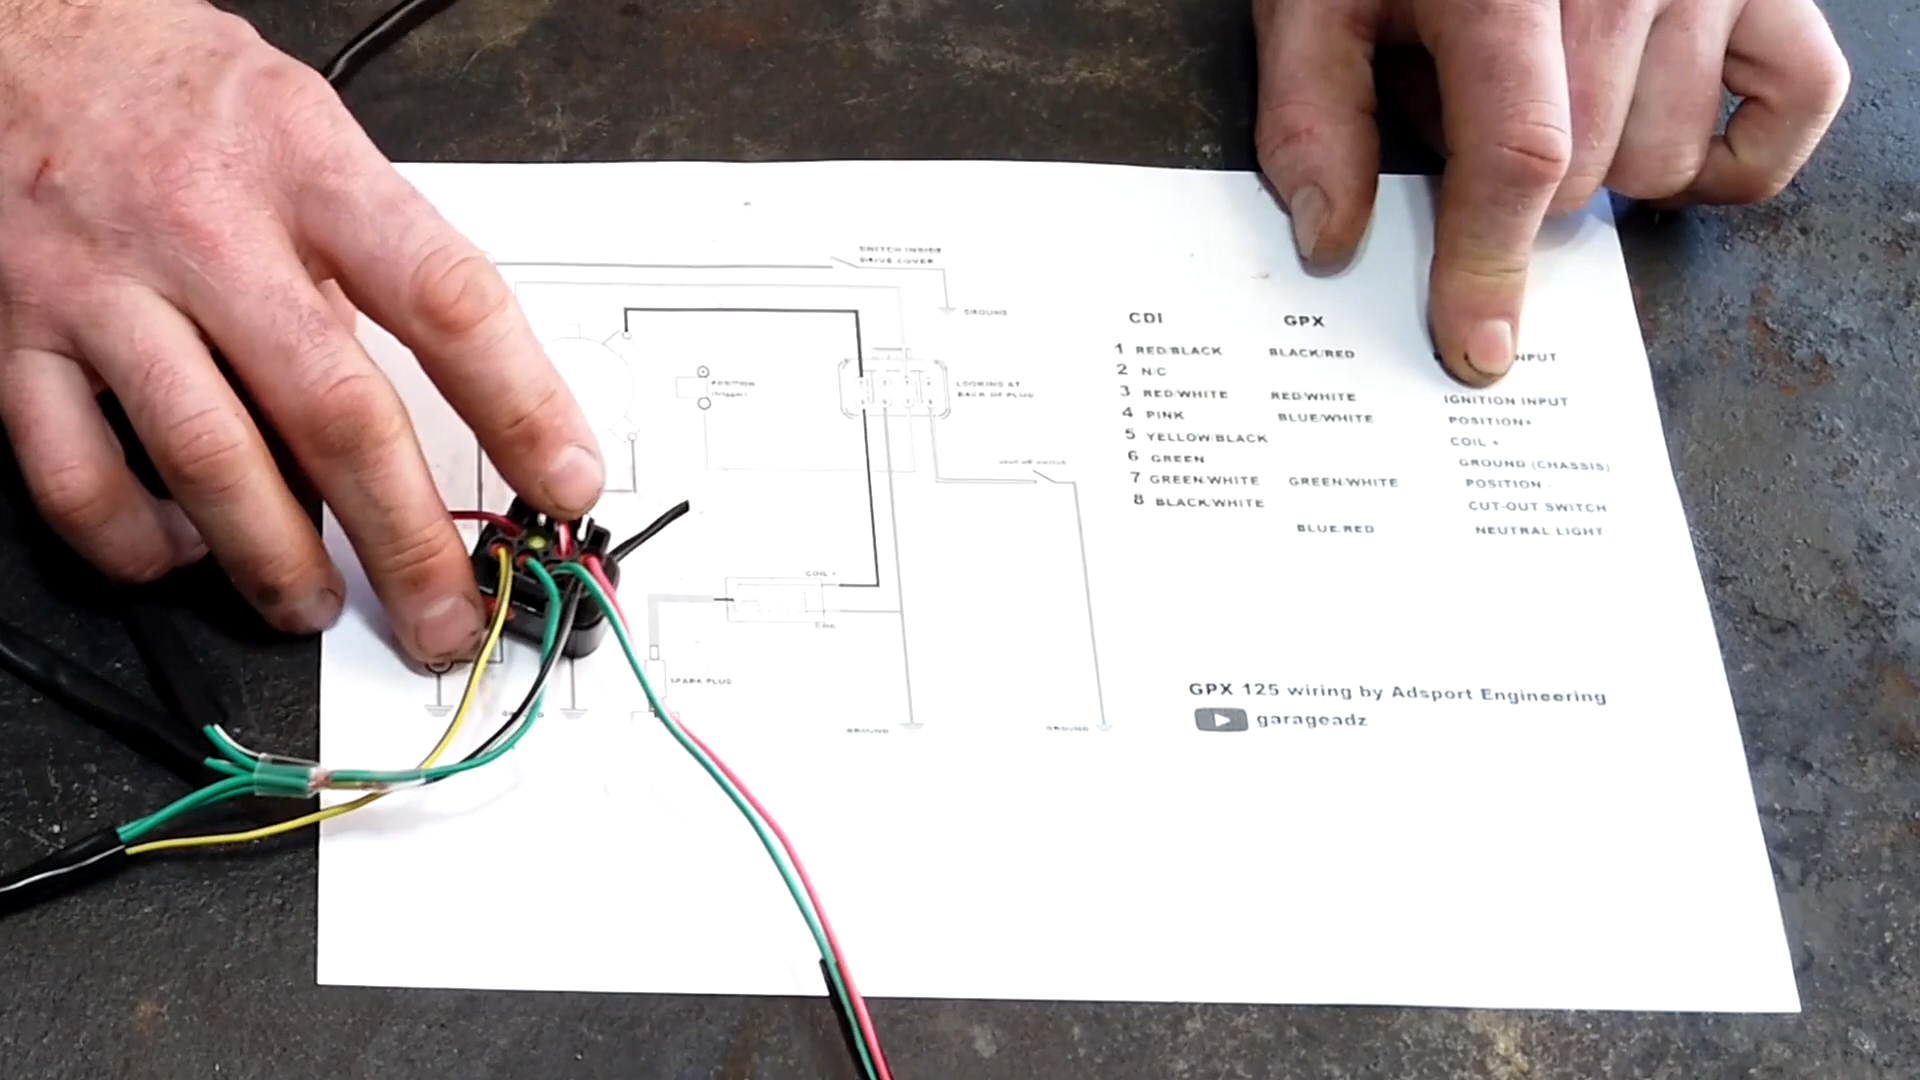 SWITCH INSIDE
DRIVE COVER
GROUND
POSITION
(trigger)
LOOKING AT
BACK OF PLUG
COIL +
COIL
SPARK PLUG
GROUND
GROUND
CDI GPX
1 RED/BLACK BLACK/RED INPUT
2 N/C
3 RED/WHITE RED/WHITE IGNITION INPUT
4 PINK BLUE/WHITE POSITION+
5 YELLOW/BLACK COIL +
6 GREEN GROUND (CHASSIS)
7 GREEN/WHITE GREEN/WHITE POSITION -
8 BLACK/WHITE CUT-OUT SWITCH
BLUE/RED NEUTRAL LIGHT
GPX 125 wiring by Adsport Engineering
garageadz